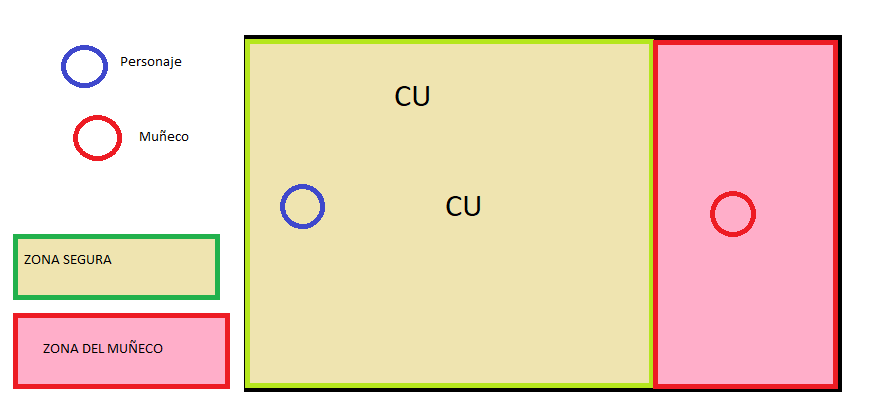 Personaje
Muñeco
ZONA SEGURA
ZONA DEL MUÑECO
CU
CU